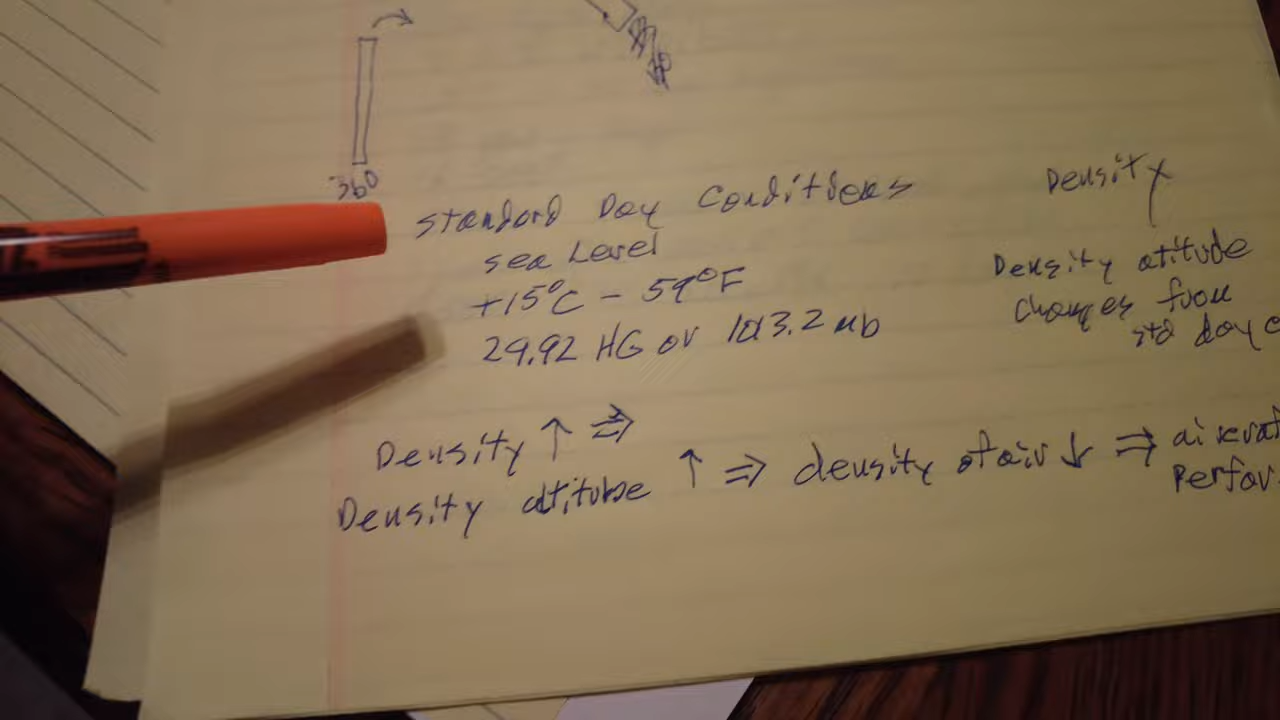 360
Standard Day Conditions
sea Level
+15°C - 59°F
29.92 HG or 1013.2 mb
Density
Density altitude
changes from
std day
Density ↑ ⇒
Density altitude ↑ ⇒ density of air ↓ ⇒ aircraft
Perfor